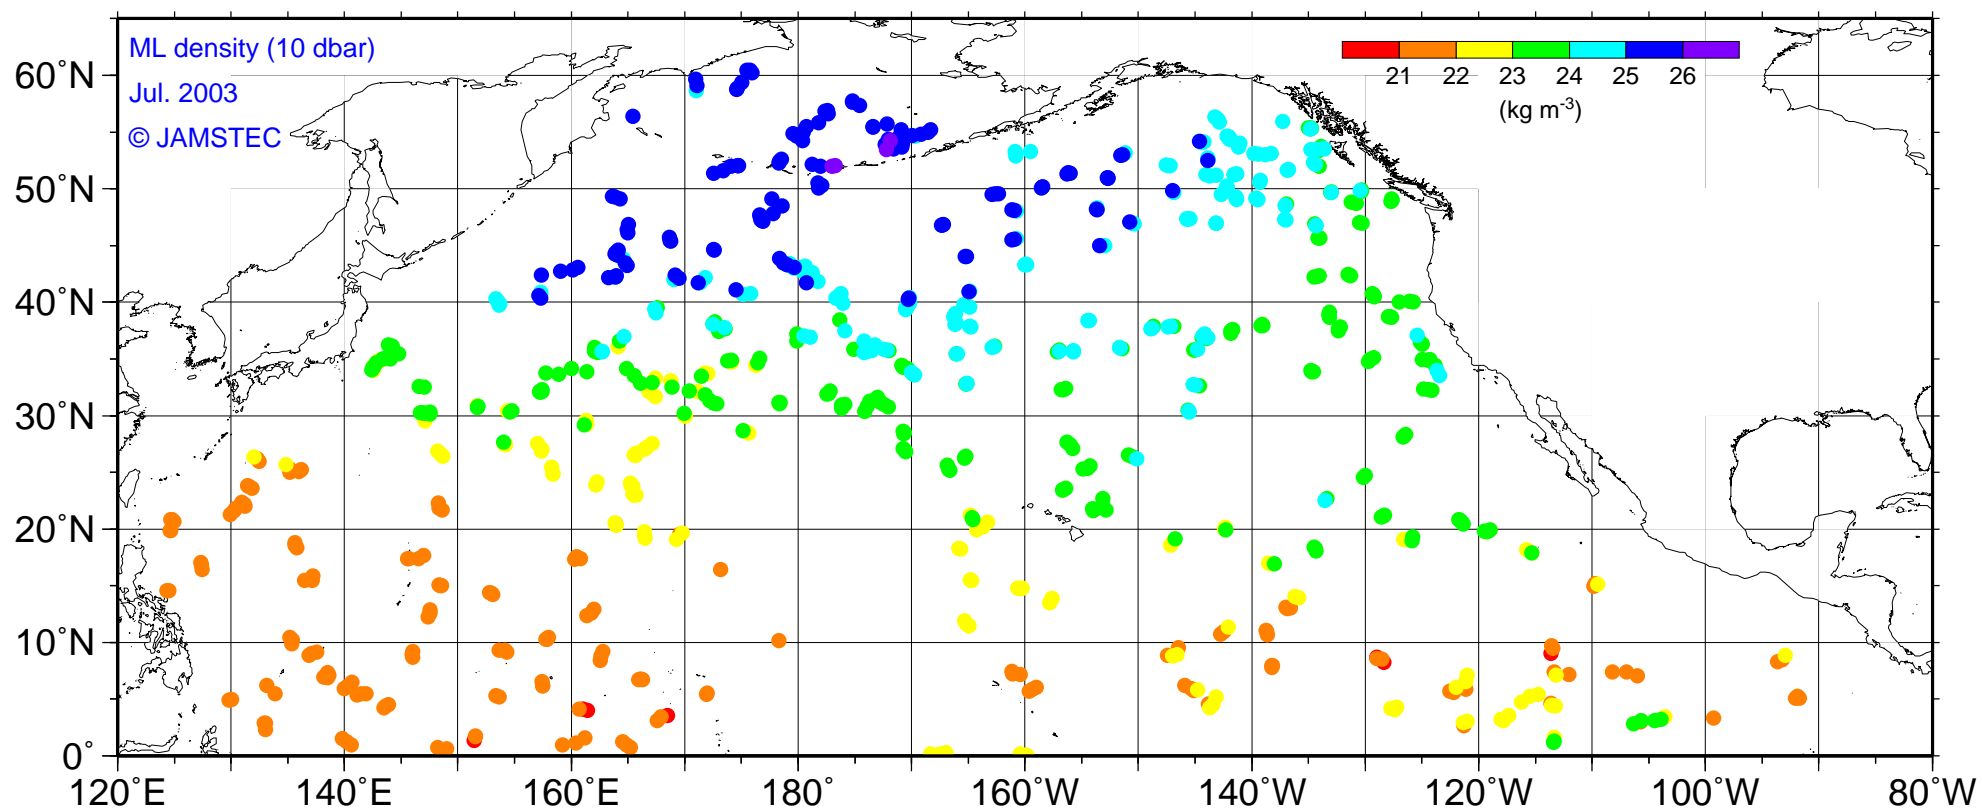 ML density (10 dbar)
Jul. 2003
© JAMSTEC
21 22 23 24 25 26
(kg m-3)
60˚N
50˚N
40˚N
30˚N
20˚N
10˚N
0˚
120˚E 140˚E 160˚E 180˚ 160˚W 140˚W 120˚W 100˚W 80˚W